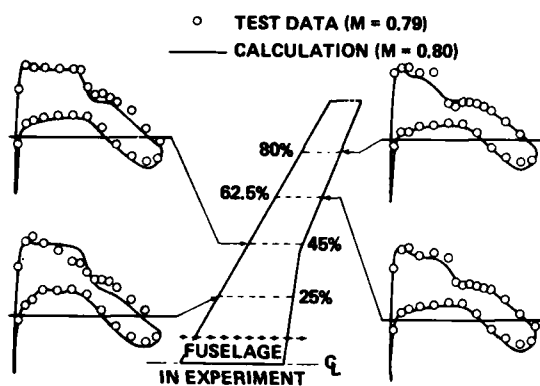 TEST DATA (M = 0.79)
CALCULATION (M = 0.80)
80%
62.5%
45%
25%
FUSELAGE
IN EXPERIMENT
℄